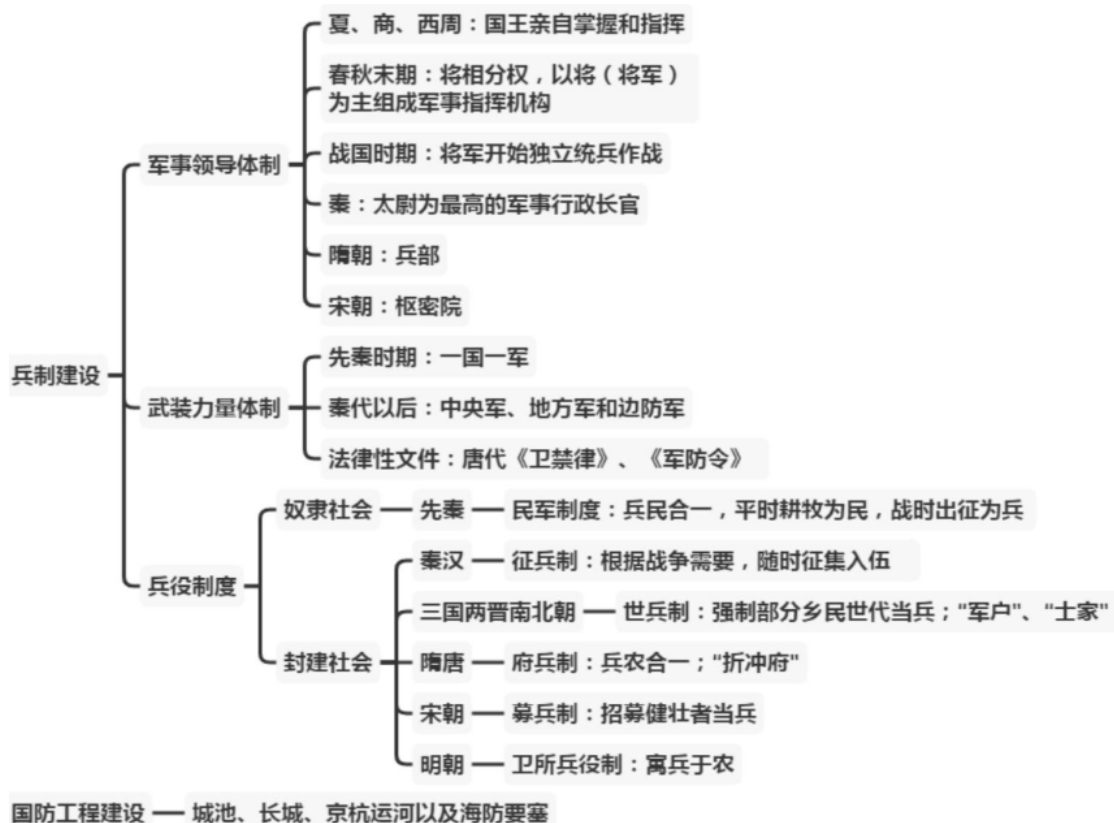 兵制建设
军事领导体制
夏、商、西周：国王亲自掌握和指挥
春秋末期：将相分权，以将（将军）
为主组成军事指挥机构
战国时期：将军开始独立统兵作战
秦：太尉为最高的军事行政长官
隋朝：兵部
宋朝：枢密院
武装力量体制
先秦时期：一国一军
秦代以后：中央军、地方军和边防军
法律性文件：唐代《卫禁律》、《军防令》
兵役制度
奴隶社会
先秦
民军制度：兵民合一，平时耕牧为民，战时出征为兵
封建社会
秦汉
征兵制：根据战争需要，随时征集入伍
三国两晋南北朝
世兵制：强制部分乡民世代当兵；"军户"、"士家"
隋唐
府兵制：兵农合一；"折冲府"
宋朝
募兵制：招募健壮者当兵
明朝
卫所兵役制：寓兵于农
国防工程建设
城池、长城、京杭运河以及海防要塞